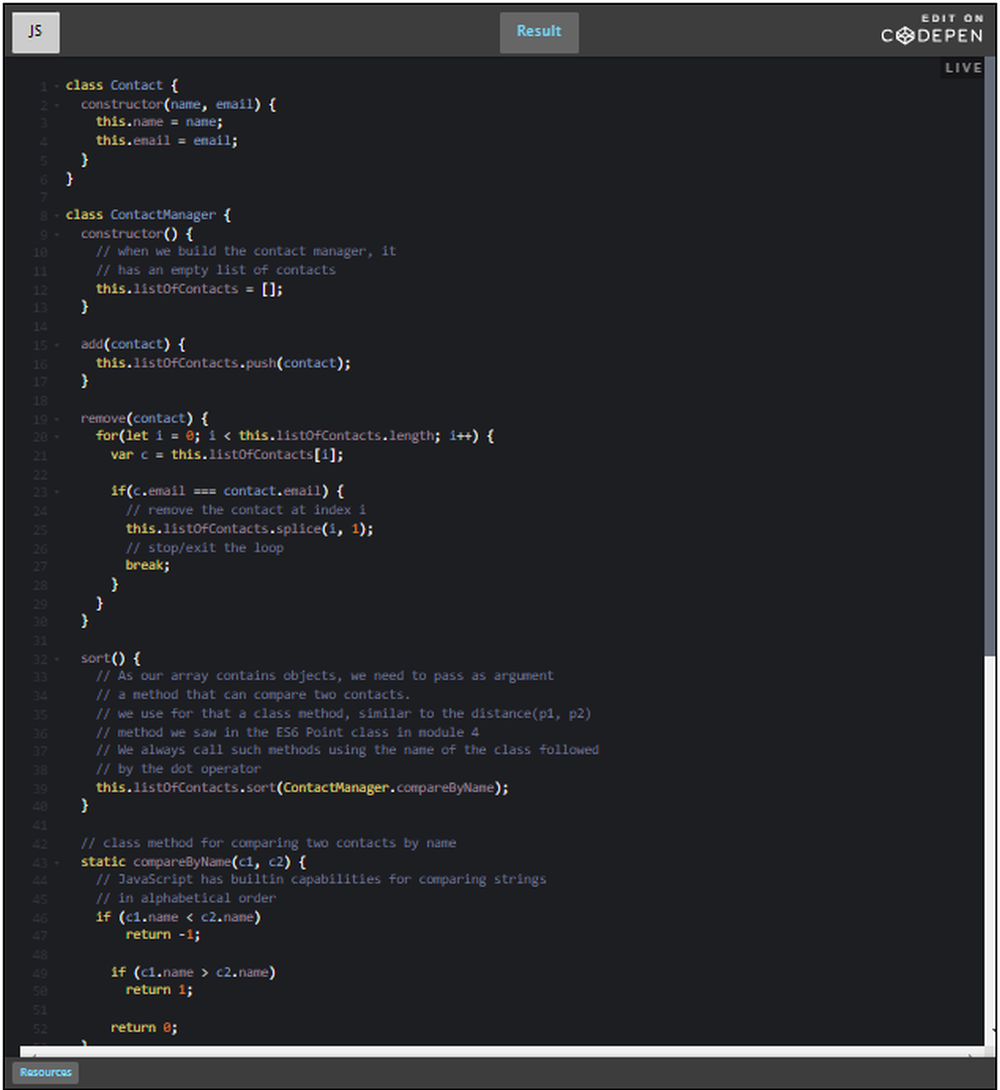 JS
Result
EDIT ON
CODEPEN
LIVE
1 class Contact {
2   constructor(name, email) {
3     this.name = name;
4     this.email = email;
5   }
6 }
7
8 class ContactManager {
9   constructor() {
10     // when we build the contact manager, it
11     // has an empty list of contacts
12     this.listOfContacts = [];
13   }
14
15   add(contact) {
16     this.listOfContacts.push(contact);
17   }
18
19   remove(contact) {
20     for(let i = 0; i < this.listOfContacts.length; i++) {
21       var c = this.listOfContacts[i];
22
23       if(c.email === contact.email) {
24         // remove the contact at index i
25         this.listOfContacts.splice(i, 1);
26         // stop/exit the loop
27         break;
28       }
29     }
30   }
31
32   sort() {
33     // As our array contains objects, we need to pass as argument
34     // a method that can compare two contacts.
35     // we use for that a class method, similar to the distance(p1, p2)
36     // method we saw in the ES6 Point class in module 4
37     // We always call such methods using the name of the class followed
38     // by the dot operator
39     this.listOfContacts.sort(ContactManager.compareByName);
40   }
41
42   // class method for comparing two contacts by name
43   static compareByName(c1, c2) {
44     // JavaScript has builtin capabilities for comparing strings
45     // in alphabetical order
46     if (c1.name < c2.name)
47         return -1;
48
49       if (c1.name > c2.name)
50         return 1;
51
52       return 0;
Resources